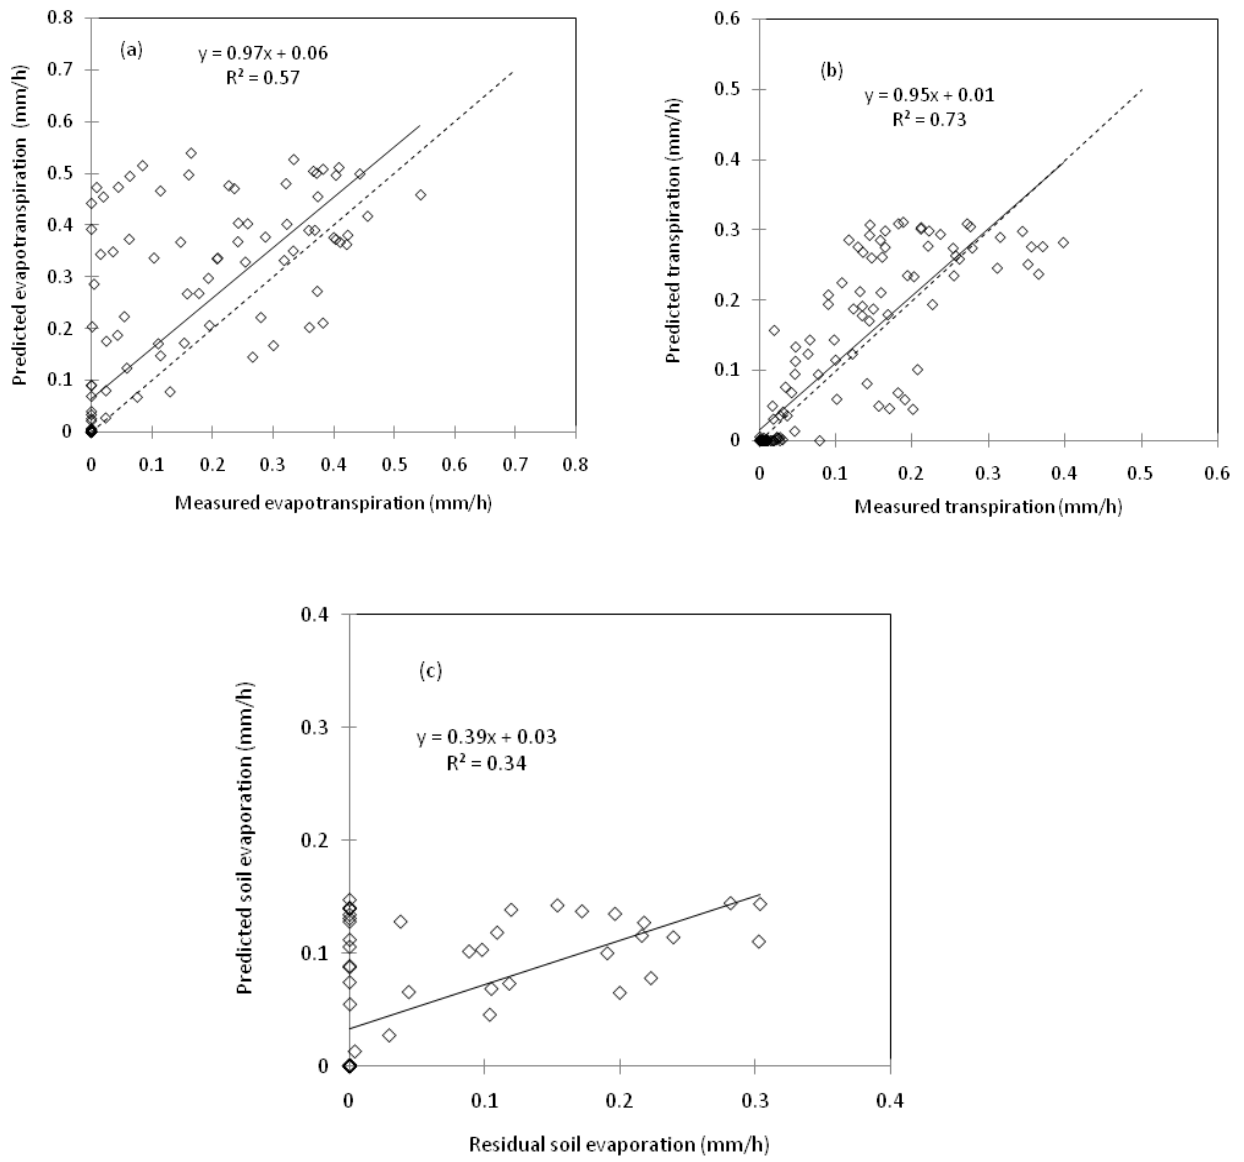 0.8
0.7
0.6
0.5
0.4
0.3
0.2
0.1
0
Predicted evapotranspiration (mm/h)
(a)
y = 0.97x + 0.06
R² = 0.57
0 0.1 0.2 0.3 0.4 0.5 0.6 0.7 0.8
Measured evapotranspiration (mm/h)
0.6
0.5
0.4
0.3
0.2
0.1
0
Predicted transpiration (mm/h)
(b)
y = 0.95x + 0.01
R² = 0.73
0 0.1 0.2 0.3 0.4 0.5 0.6
Measured transpiration (mm/h)
0.4
0.3
0.2
0.1
0
Predicted soil evaporation (mm/h)
(c)
y = 0.39x + 0.03
R² = 0.34
0 0.1 0.2 0.3 0.4
Residual soil evaporation (mm/h)